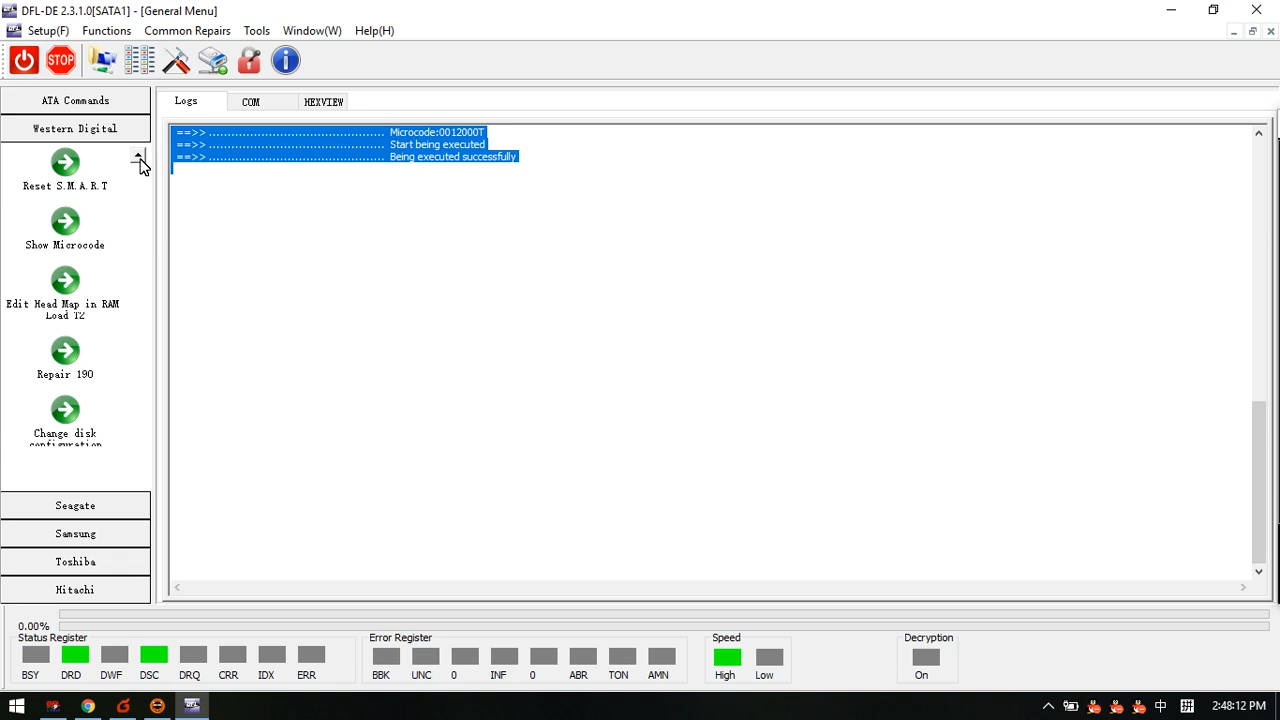 DFL-DE 2.3.1.0[SATA1] - [General Menu]
Setup(F) Functions Common Repairs Tools Window(W) Help(H)
STOP
ATA Commands
Western Digital
Reset S.M.A.R.T
Show Microcode
Edit Head Map in RAM
Load T2
Repair 190
Change disk
configuration
Seagate
Samsung
Toshiba
Hitachi
Logs COM HEXVIEW
==>> ............................................... Microcode:0012000T
==>> ............................................... Start being executed
==>> ............................................... Being executed successfully
0.00%
Status Register
BSY DRD DWF DSC DRQ CRR IDX ERR
Error Register
BBK UNC 0 INF 0 ABR TON AMN
Speed
High Low
Decryption
On
DFL
中 拼 2:48:12 PM